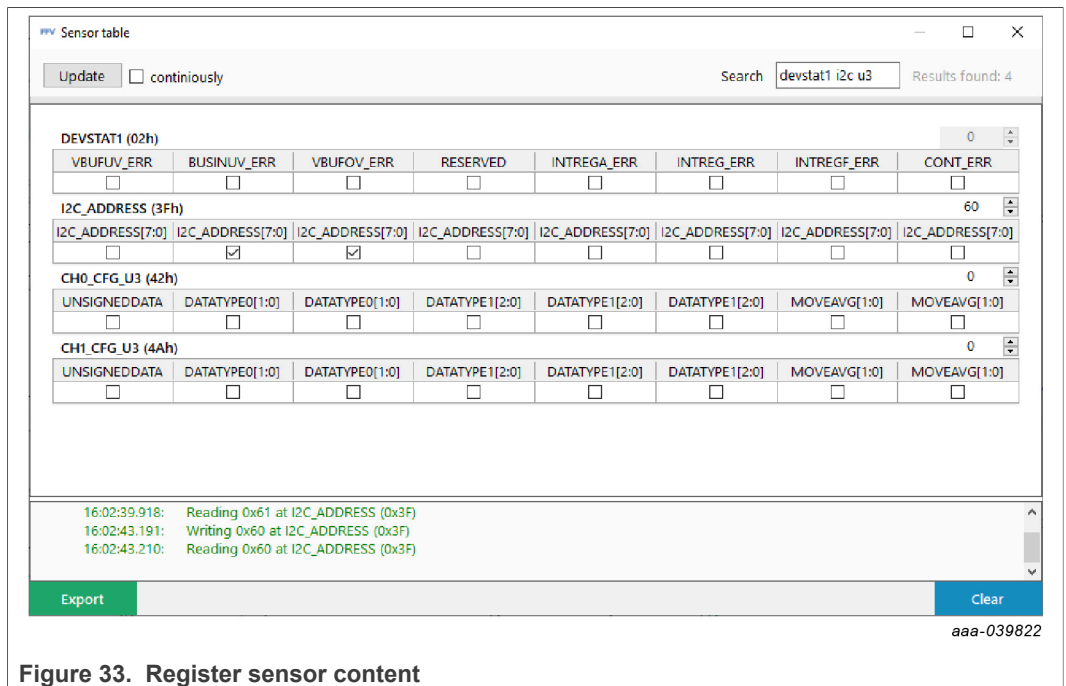 FFV Sensor table
Update continiously Search devstat1 i2c u3 Results found: 4
DEVSTAT1 (02h) 0
VBUFUV_ERR BUSINUV_ERR VBUFOV_ERR RESERVED INTREGA_ERR INTREG_ERR INTREGF_ERR CONT_ERR
I2C_ADDRESS (3Fh) 60
I2C_ADDRESS[7:0] I2C_ADDRESS[7:0] I2C_ADDRESS[7:0] I2C_ADDRESS[7:0] I2C_ADDRESS[7:0] I2C_ADDRESS[7:0] I2C_ADDRESS[7:0] I2C_ADDRESS[7:0]
CH0_CFG_U3 (42h) 0
UNSIGNEDDATA DATATYPE0[1:0] DATATYPE0[1:0] DATATYPE1[2:0] DATATYPE1[2:0] DATATYPE1[2:0] MOVEAVG[1:0] MOVEAVG[1:0]
CH1_CFG_U3 (4Ah) 0
UNSIGNEDDATA DATATYPE0[1:0] DATATYPE0[1:0] DATATYPE1[2:0] DATATYPE1[2:0] DATATYPE1[2:0] MOVEAVG[1:0] MOVEAVG[1:0]
16:02:39.918: Reading 0x61 at I2C_ADDRESS (0x3F)
16:02:43.191: Writing 0x60 at I2C_ADDRESS (0x3F)
16:02:43.210: Reading 0x60 at I2C_ADDRESS (0x3F)
Export Clear
aaa-039822
Figure 33. Register sensor content